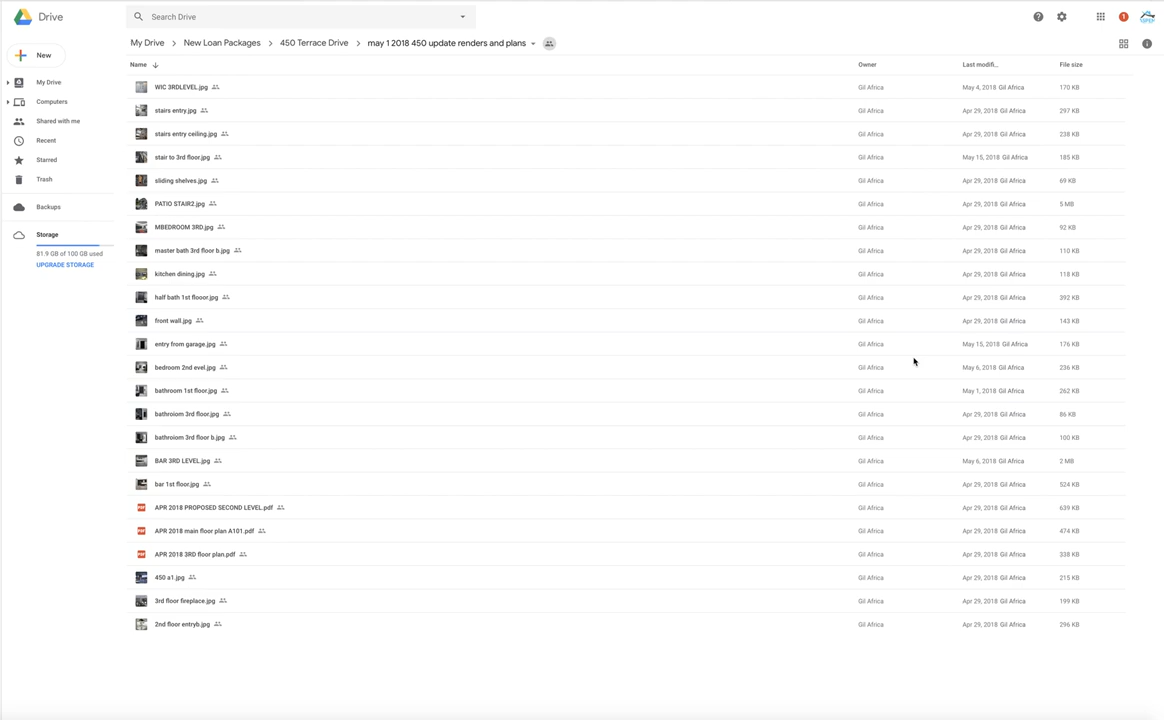 Drive
Search Drive
1
New
My Drive
Computers
Shared with me
Recent
Starred
Trash
Backups
Storage
81.9 GB of 100 GB used
UPGRADE STORAGE
My Drive > New Loan Packages > 450 Terrace Drive > may 1 2018 450 update renders and plans
Name Owner Last modifi... File size
WIC 3RDLEVEL.jpg Gil Africa May 4, 2018 Gil Africa 170 KB
stairs entry.jpg Gil Africa Apr 29, 2018 Gil Africa 297 KB
stairs entry ceiling.jpg Gil Africa Apr 29, 2018 Gil Africa 238 KB
stair to 3rd floor.jpg Gil Africa May 15, 2018 Gil Africa 185 KB
sliding shelves.jpg Gil Africa Apr 29, 2018 Gil Africa 69 KB
PATIO STAIR2.jpg Gil Africa Apr 29, 2018 Gil Africa 5 MB
MBEDROOM 3RD.jpg Gil Africa Apr 29, 2018 Gil Africa 92 KB
master bath 3rd floor b.jpg Gil Africa Apr 29, 2018 Gil Africa 110 KB
kitchen dining.jpg Gil Africa Apr 29, 2018 Gil Africa 118 KB
half bath 1st flooor.jpg Gil Africa Apr 29, 2018 Gil Africa 392 KB
front wall.jpg Gil Africa Apr 29, 2018 Gil Africa 143 KB
entry from garage.jpg Gil Africa May 15, 2018 Gil Africa 176 KB
bedroom 2nd evel.jpg Gil Africa May 6, 2018 Gil Africa 236 KB
bathroom 1st floor.jpg Gil Africa May 1, 2018 Gil Africa 262 KB
bathroiom 3rd floor.jpg Gil Africa Apr 29, 2018 Gil Africa 86 KB
bathroiom 3rd floor b.jpg Gil Africa Apr 29, 2018 Gil Africa 100 KB
BAR 3RD LEVEL.jpg Gil Africa May 6, 2018 Gil Africa 2 MB
bar 1st floor.jpg Gil Africa Apr 29, 2018 Gil Africa 524 KB
PDF APR 2018 PROPOSED SECOND LEVEL.pdf Gil Africa Apr 29, 2018 Gil Africa 639 KB
PDF APR 2018 main floor plan A101.pdf Gil Africa Apr 29, 2018 Gil Africa 474 KB
PDF APR 2018 3RD floor plan.pdf Gil Africa Apr 29, 2018 Gil Africa 338 KB
450 a1.jpg Gil Africa Apr 29, 2018 Gil Africa 215 KB
3rd floor fireplace.jpg Gil Africa Apr 29, 2018 Gil Africa 199 KB
2nd floor entryb.jpg Gil Africa Apr 29, 2018 Gil Africa 296 KB